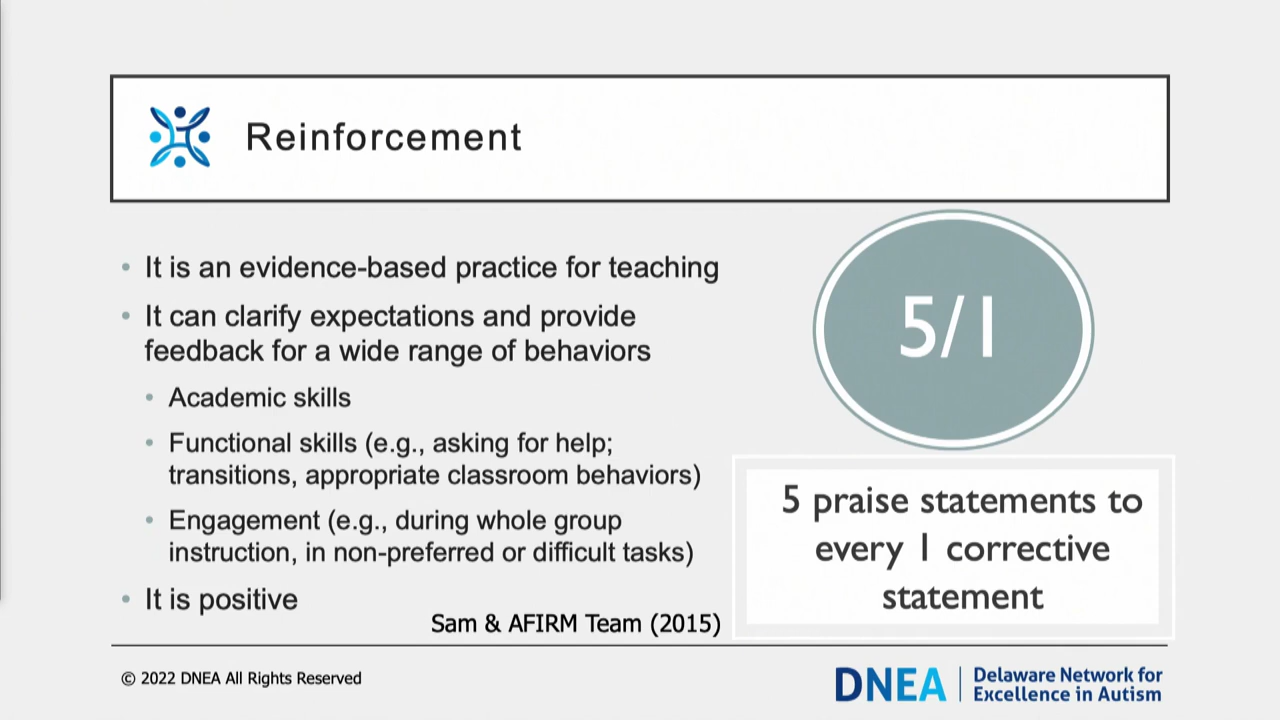 Reinforcement
• It is an evidence-based practice for teaching
• It can clarify expectations and provide
feedback for a wide range of behaviors
• Academic skills
• Functional skills (e.g., asking for help;
transitions, appropriate classroom behaviors)
• Engagement (e.g., during whole group
instruction, in non-preferred or difficult tasks)
• It is positive
Sam & AFIRM Team (2015)
5/1
5 praise statements to
every 1 corrective
statement
© 2022 DNEA All Rights Reserved
DNEA
Delaware Network for
Excellence in Autism